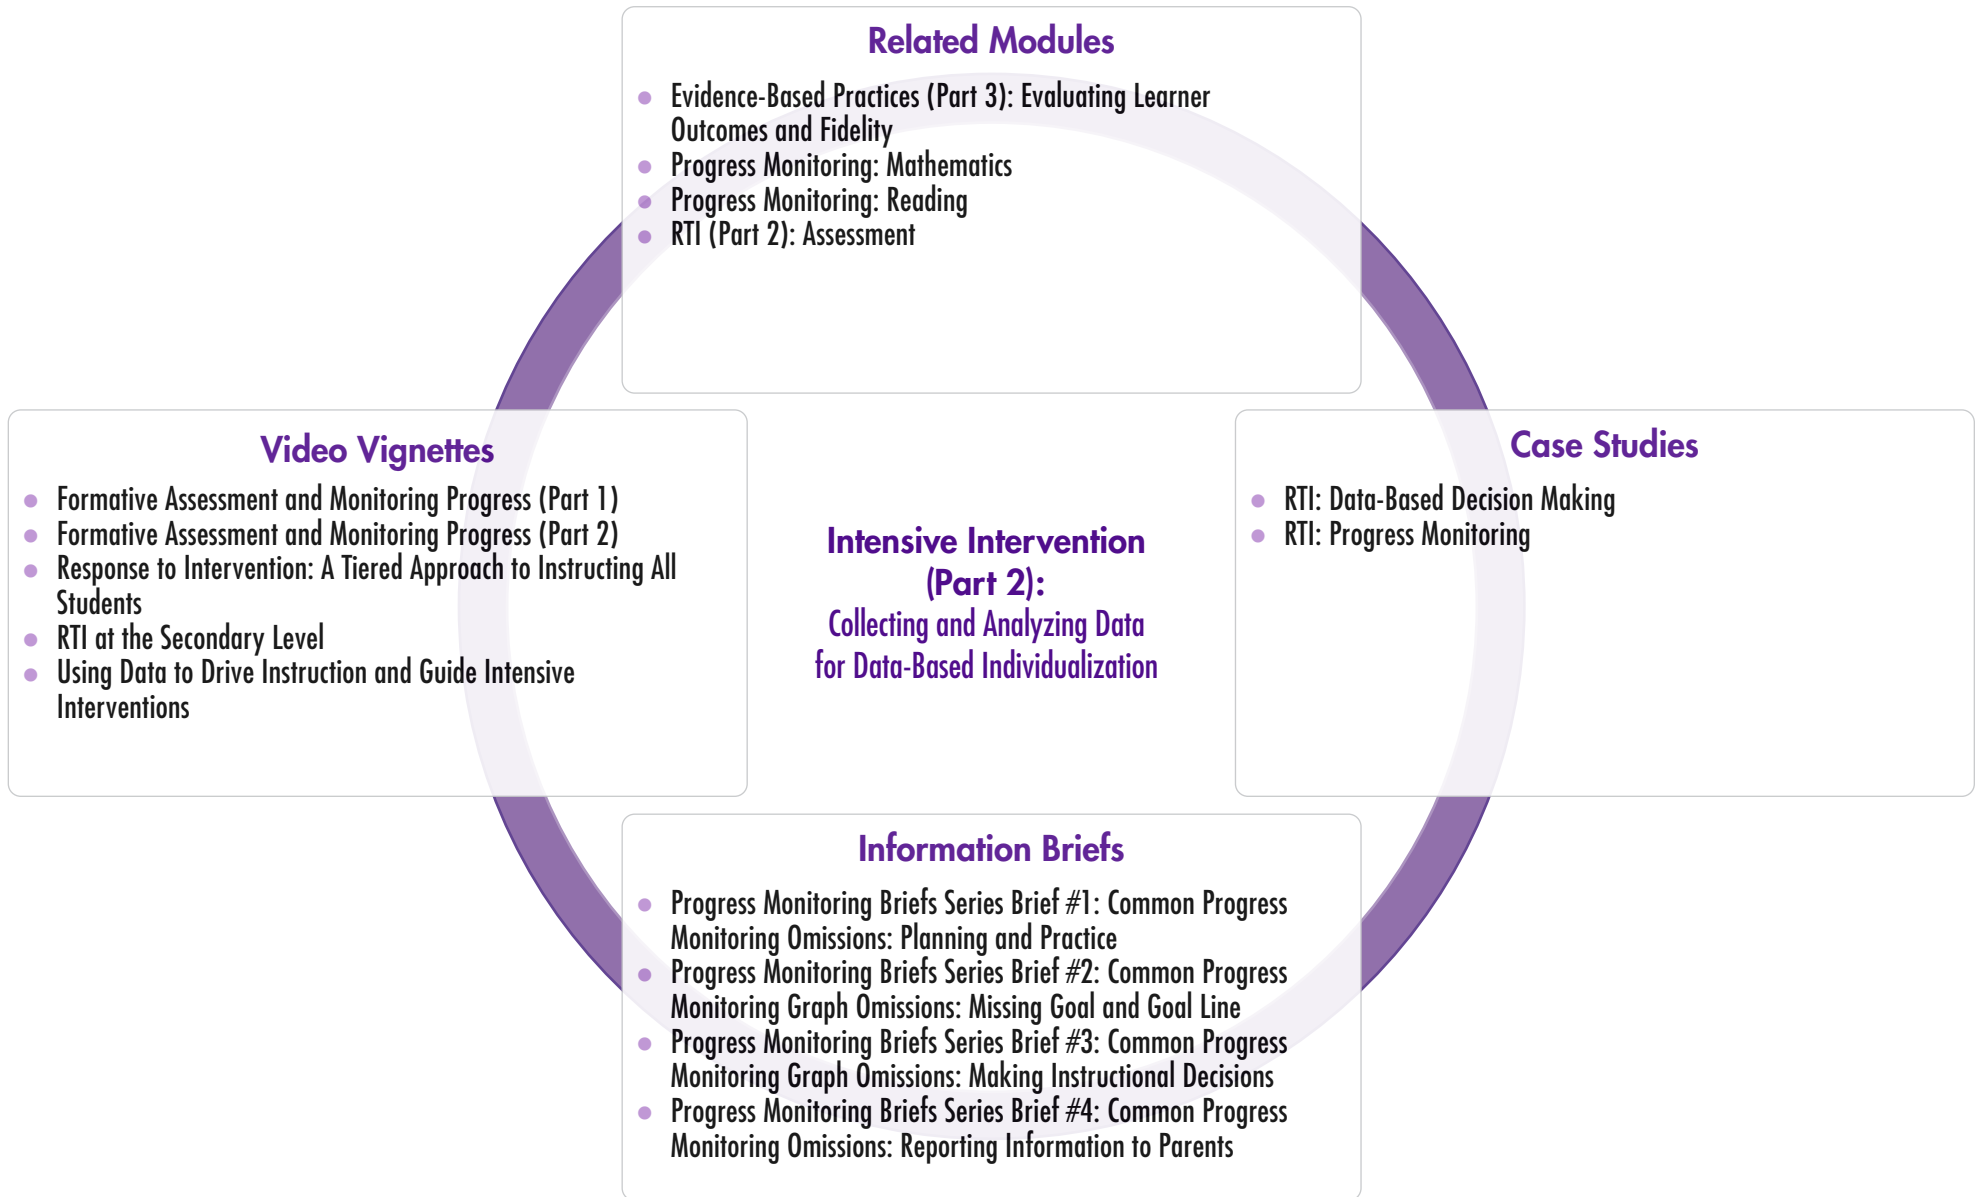 Related Modules
Evidence-Based Practices (Part 3): Evaluating Learner
Outcomes and Fidelity
Progress Monitoring: Mathematics
Progress Monitoring: Reading
RTI (Part 2): Assessment
Video Vignettes
Formative Assessment and Monitoring Progress (Part 1)
Formative Assessment and Monitoring Progress (Part 2)
Response to Intervention: A Tiered Approach to Instructing All
Students
RTI at the Secondary Level
Using Data to Drive Instruction and Guide Intensive
Interventions
Intensive Intervention
(Part 2):
Collecting and Analyzing Data
for Data-Based Individualization
Case Studies
RTI: Data-Based Decision Making
RTI: Progress Monitoring
Information Briefs
Progress Monitoring Briefs Series Brief #1: Common Progress
Monitoring Omissions: Planning and Practice
Progress Monitoring Briefs Series Brief #2: Common Progress
Monitoring Graph Omissions: Missing Goal and Goal Line
Progress Monitoring Briefs Series Brief #3: Common Progress
Monitoring Graph Omissions: Making Instructional Decisions
Progress Monitoring Briefs Series Brief #4: Common Progress
Monitoring Omissions: Reporting Information to Parents